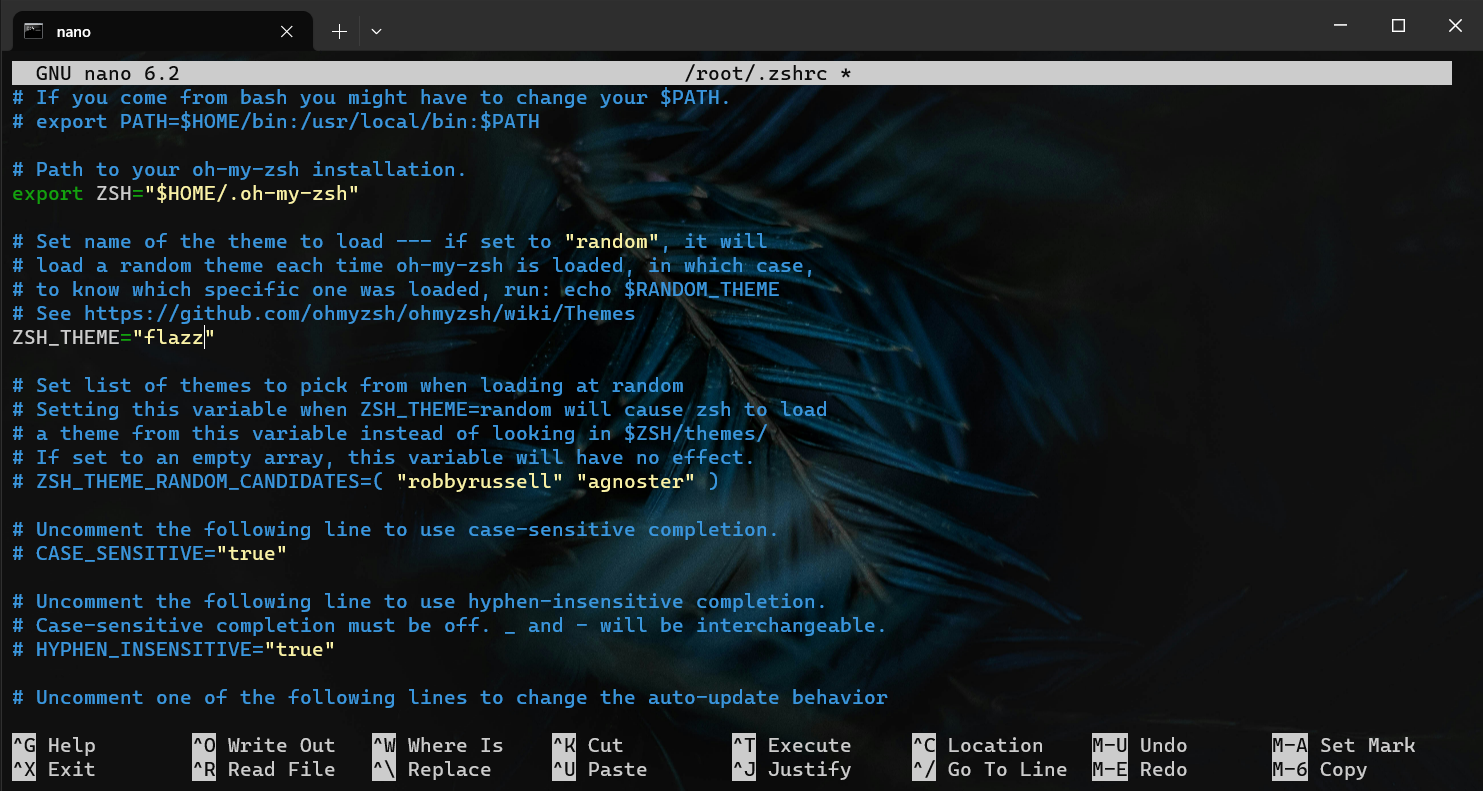 nano
GNU nano 6.2 /root/.zshrc *
# If you come from bash you might have to change your $PATH.
# export PATH=$HOME/bin:/usr/local/bin:$PATH
# Path to your oh-my-zsh installation.
export ZSH="$HOME/.oh-my-zsh"
# Set name of the theme to load --- if set to "random", it will
# load a random theme each time oh-my-zsh is loaded, in which case,
# to know which specific one was loaded, run: echo $RANDOM_THEME
# See https://github.com/ohmyzsh/ohmyzsh/wiki/Themes
ZSH_THEME="flazz"
# Set list of themes to pick from when loading at random
# Setting this variable when ZSH_THEME=random will cause zsh to load
# a theme from this variable instead of looking in $ZSH/themes/
# If set to an empty array, this variable will have no effect.
# ZSH_THEME_RANDOM_CANDIDATES=( "robbyrussell" "agnoster" )
# Uncomment the following line to use case-sensitive completion.
# CASE_SENSITIVE="true"
# Uncomment the following line to use hyphen-insensitive completion.
# Case-sensitive completion must be off. _ and - will be interchangeable.
# HYPHEN_INSENSITIVE="true"
# Uncomment one of the following lines to change the auto-update behavior
^G Help ^O Write Out ^W Where Is ^K Cut ^T Execute ^C Location M-U Undo M-A Set Mark
^X Exit ^R Read File ^\ Replace ^U Paste ^J Justify ^/ Go To Line M-E Redo M-6 Copy